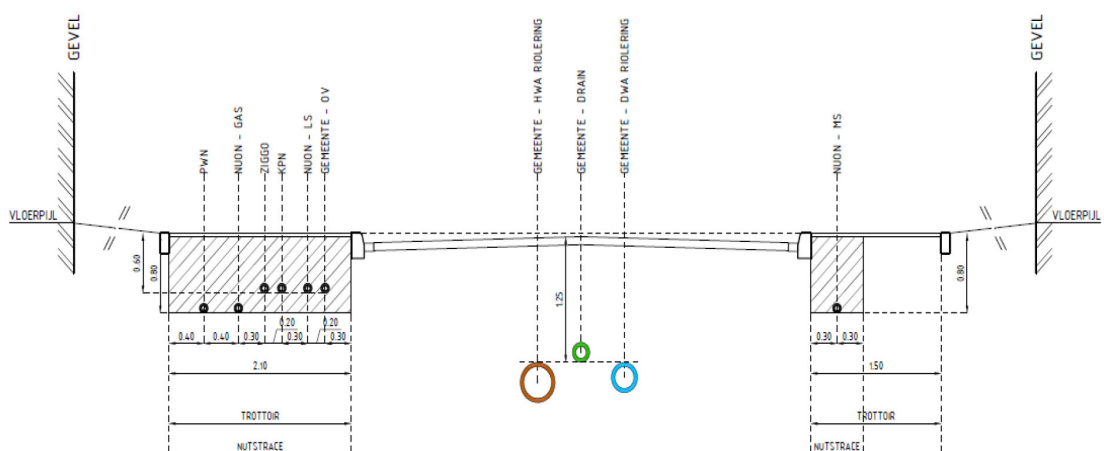 GEVEL
GEVEL
PWN
NUON - GAS
ZIGGO
KPN
NUON - LS
GEMEENTE - OV
GEMEENTE - HWA RIOLERING
GEMEENTE - DRAIN
GEMEENTE - DWA RIOLERING
NUON - MS
VLOERPIJL
VLOERPIJL
0.60
0.80
1.25
0.80
0.20
0.20
0.40
0.40
0.30
0.30
0.30
0.30
0.30
2.10
1.50
TROTTOIR
TROTTOIR
NUTSTRACE
NUTSTRACE